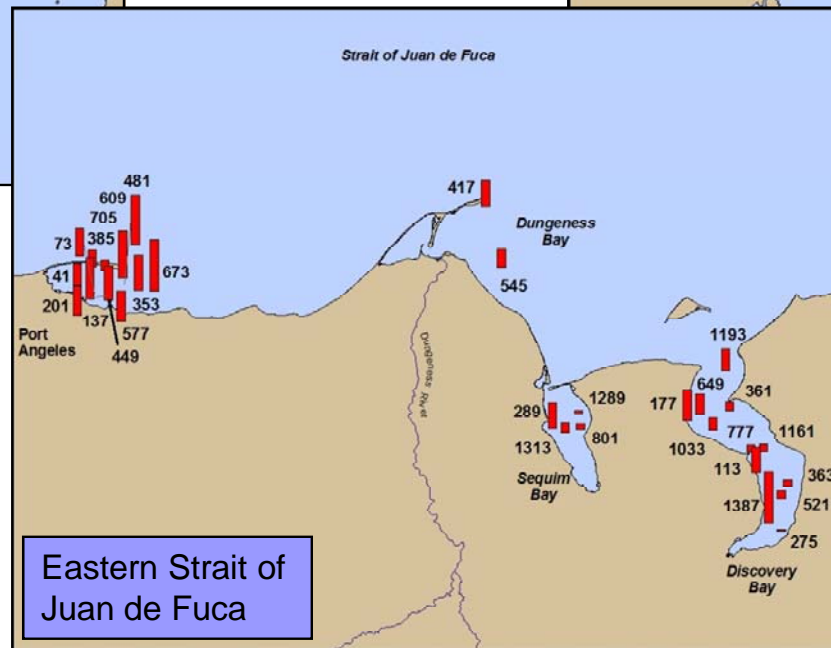 Strait of Juan de Fuca
481
609
705
73
385
41
673
201
137
353
577
449
Port
Angeles
417
Dungeness
Bay
545
Dungeness River
1193
649
361
177
289
1289
1313
801
777
1161
1033
113
363
1387
521
275
Sequim
Bay
Discovery
Bay
Eastern Strait of
Juan de Fuca